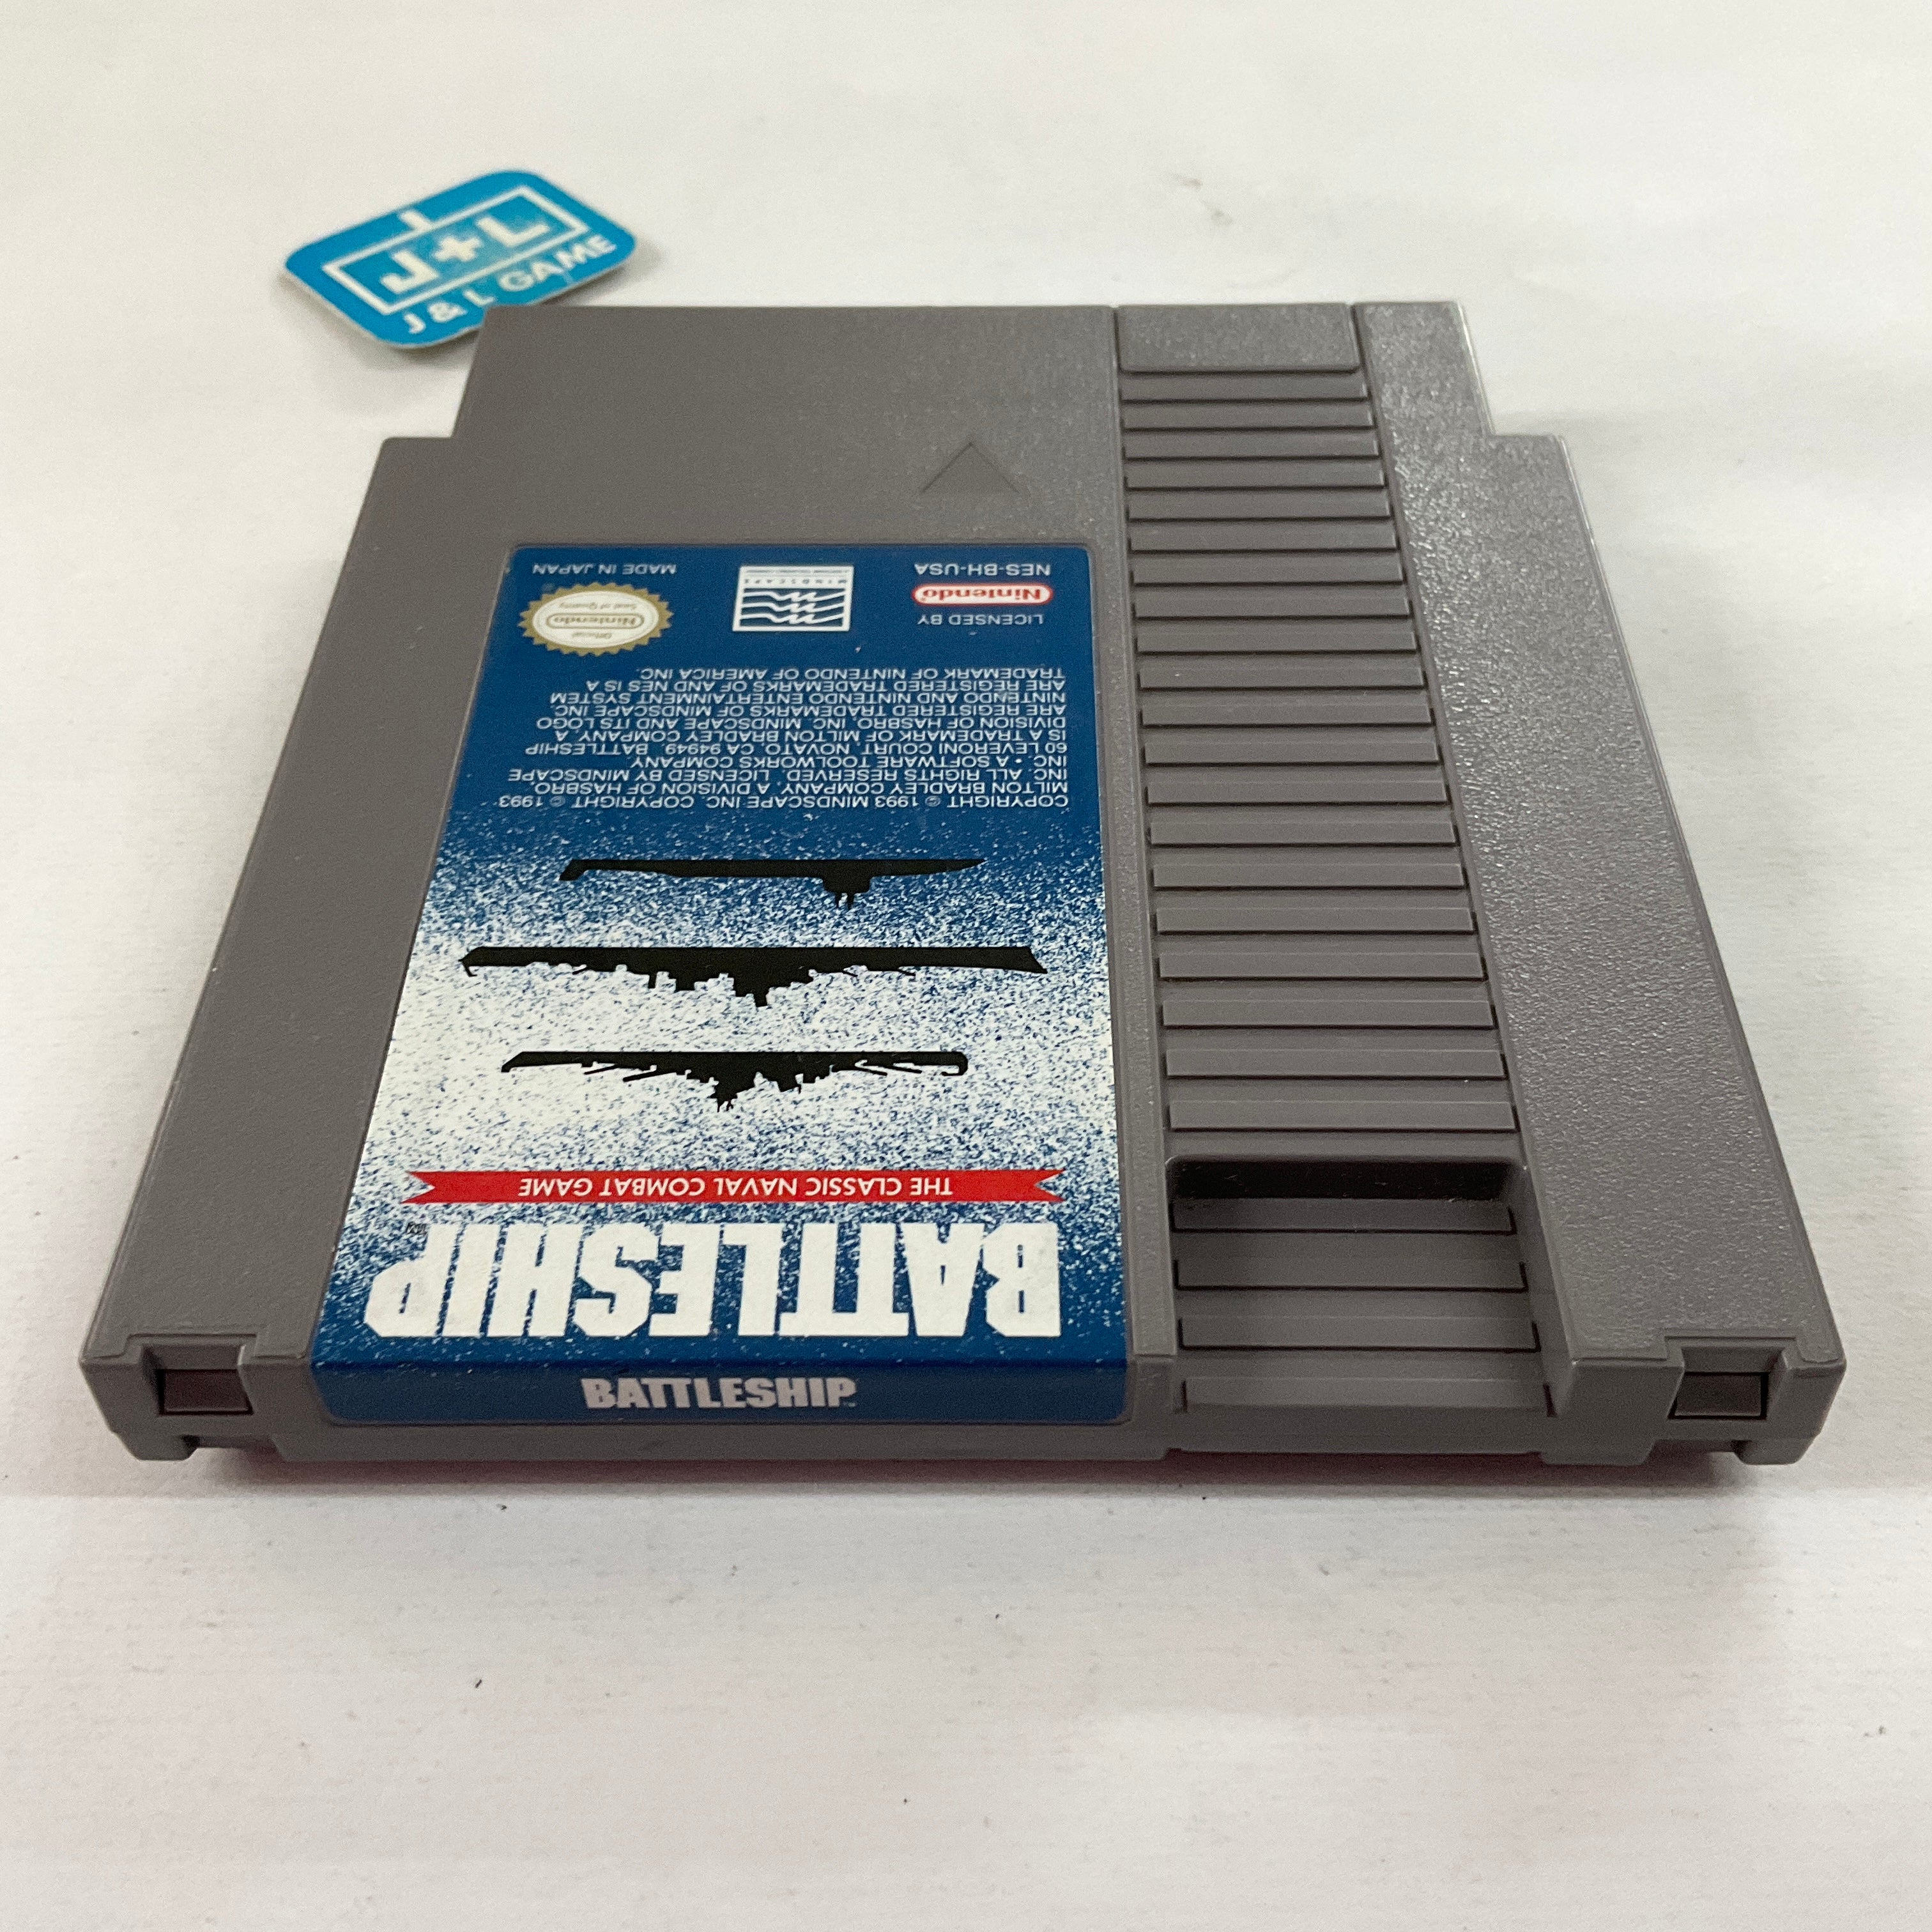 J+L
J & L GAME
BATTLESHIP™
BATTLESHIP™
THE CLASSIC NAVAL COMBAT GAME
COPYRIGHT © 1993 MINDSCAPE INC. COPYRIGHT © 1993
MILTON BRADLEY COMPANY, A DIVISION OF HASBRO,
INC. ALL RIGHTS RESERVED. LICENSED BY MINDSCAPE
INC. • A SOFTWARE TOOLWORKS COMPANY,
60 LEVERONI COURT, NOVATO, CA 94949. BATTLESHIP
IS A TRADEMARK OF MILTON BRADLEY COMPANY, A
DIVISION OF HASBRO, INC. MINDSCAPE AND ITS LOGO
ARE REGISTERED TRADEMARKS OF MINDSCAPE INC.
NINTENDO AND NINTENDO ENTERTAINMENT SYSTEM
ARE REGISTERED TRADEMARKS OF AND NES IS A
TRADEMARK OF NINTENDO OF AMERICA INC.
LICENSED BY
Nintendo®
NES-BH-USA
MINDSCAPE
Official
Nintendo
Seal of Quality
MADE IN JAPAN